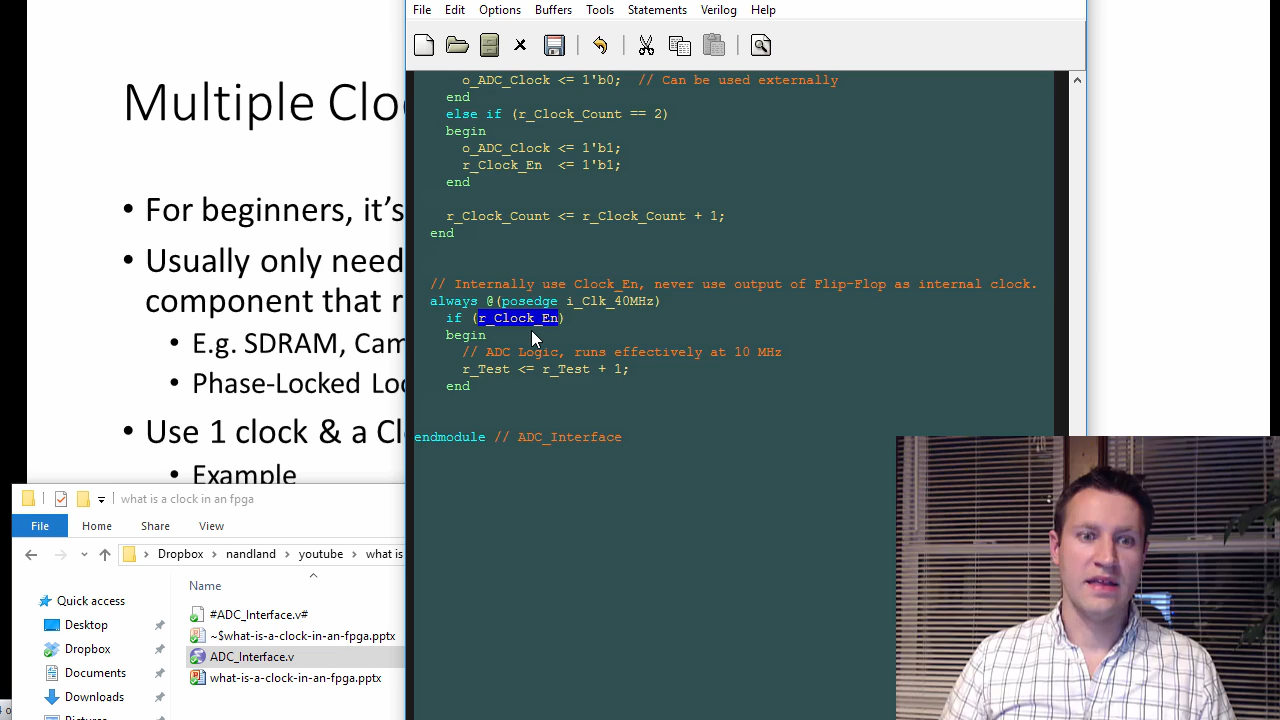 Multiple Clo
• For beginners, it's
• Usually only need
component that r
• E.g. SDRAM, Cam
• Phase-Locked Loo
• Use 1 clock & a Cl
• Example
File Edit Options Buffers Tools Statements Verilog Help
o_ADC_Clock <= 1'b0; // Can be used externally
end
else if (r_Clock_Count == 2)
begin
o_ADC_Clock <= 1'b1;
r_Clock_En <= 1'b1;
end
r_Clock_Count <= r_Clock_Count + 1;
end
// Internally use Clock_En, never use output of Flip-Flop as internal clock.
always @(posedge i_Clk_40MHz)
if (r_Clock_En)
begin
// ADC Logic, runs effectively at 10 MHz
r_Test <= r_Test + 1;
end
endmodule // ADC_Interface
what is a clock in an fpga
File Home Share View
Dropbox nandland youtube what is
Name
Quick access
Desktop
Dropbox
Documents
Downloads
#ADC_Interface.v#
~$what-is-a-clock-in-an-fpga.pptx
ADC_Interface.v
what-is-a-clock-in-an-fpga.pptx